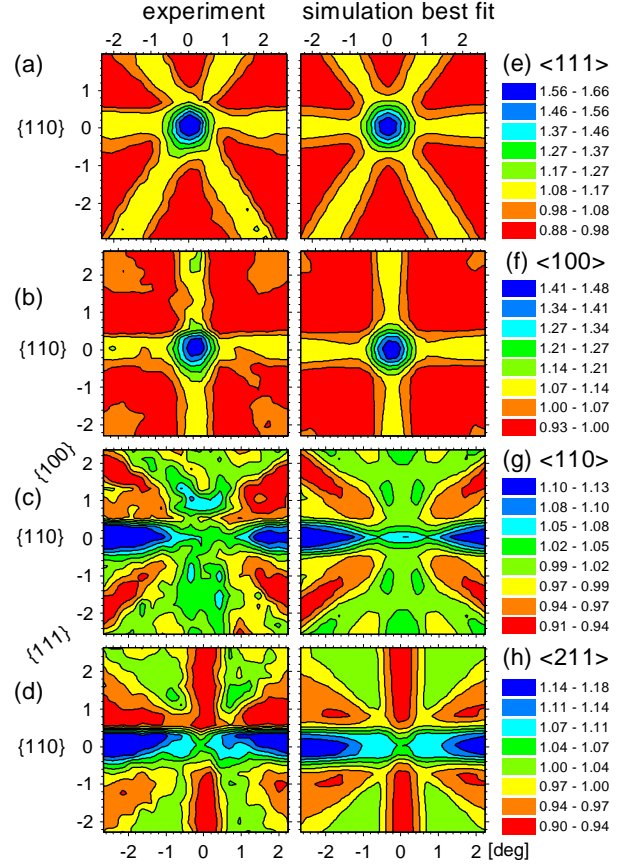 experiment simulation best fit
-2 -1 0 1 2 -2 -1 0 1 2
(a) (e) <111>
1
{110} 0
-1
-2
1.56 - 1.66
1.46 - 1.56
1.37 - 1.46
1.27 - 1.37
1.17 - 1.27
1.08 - 1.17
0.98 - 1.08
0.88 - 0.98
(b) (f) <100>
2
1
{110} 0
-1
-2
1.41 - 1.48
1.34 - 1.41
1.27 - 1.34
1.21 - 1.27
1.14 - 1.21
1.07 - 1.14
1.00 - 1.07
0.93 - 1.00
{100}
(c) (g) <110>
2
1
{110} 0
-1
-2
1.10 - 1.13
1.08 - 1.10
1.05 - 1.08
1.02 - 1.05
0.99 - 1.02
0.97 - 0.99
0.94 - 0.97
0.91 - 0.94
{111}
(d) (h) <211>
2
1
{110} 0
-1
-2
1.14 - 1.18
1.11 - 1.14
1.07 - 1.11
1.04 - 1.07
1.00 - 1.04
0.97 - 1.00
0.94 - 0.97
0.90 - 0.94
-2 -1 0 1 2 -2 -1 0 1 2 [deg]